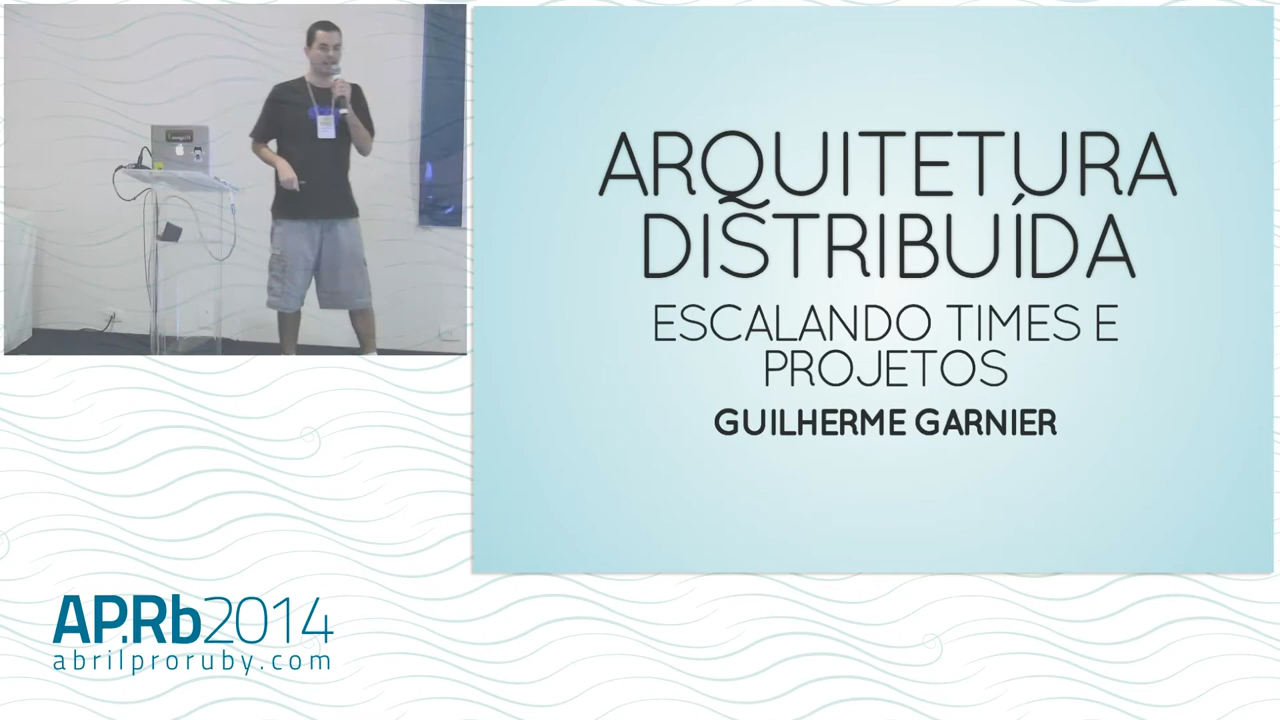 ARQUITETURA
DISTRIBUÍDA
ESCALANDO TIMES E
PROJETOS
GUILHERME GARNIER
AP.Rb2014
abrilproruby.com